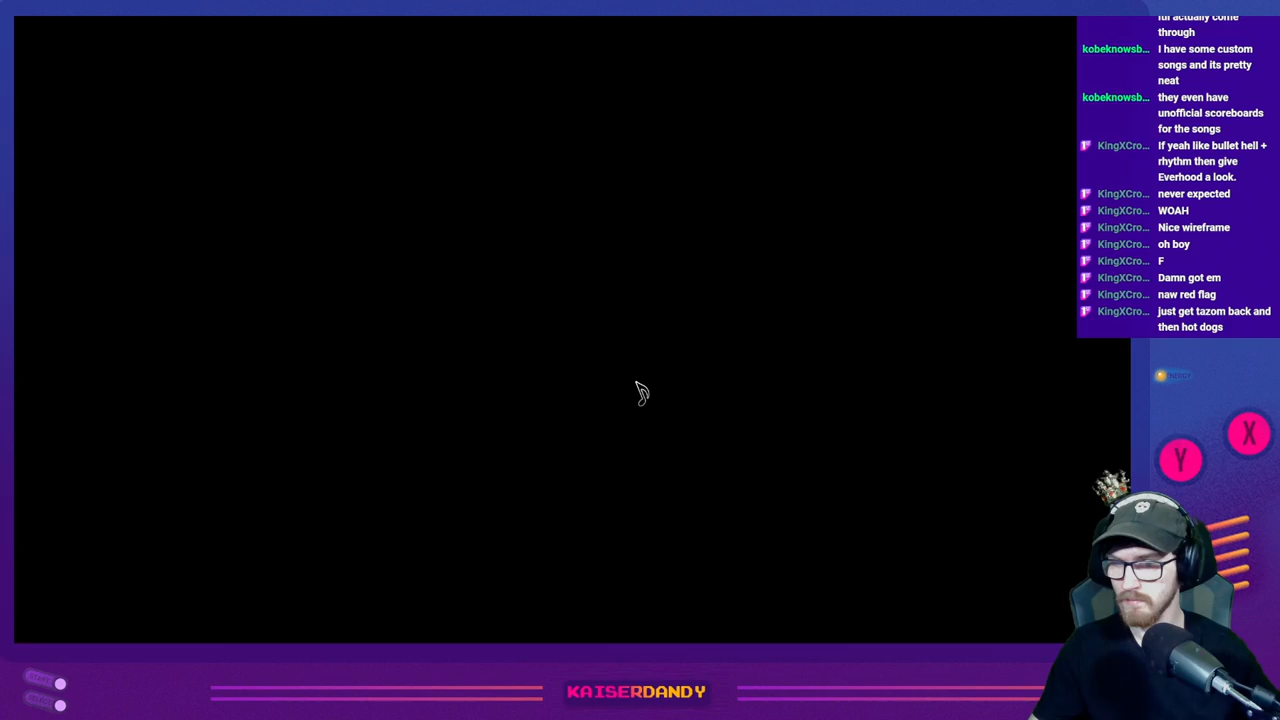 through
kobeknowsb... I have some custom
songs and its pretty
neat
kobeknowsb... they even have
unofficial scoreboards
for the songs
KingXCro... If yeah like bullet hell +
rhythm then give
Everhood a look.
KingXCro... never expected
KingXCro... WOAH
KingXCro... Nice wireframe
KingXCro... oh boy
KingXCro... F
KingXCro... Damn got em
KingXCro... naw red flag
KingXCro... just get tazom back and
then hot dogs
X
Y
START
SELECT
KAISERDANDY